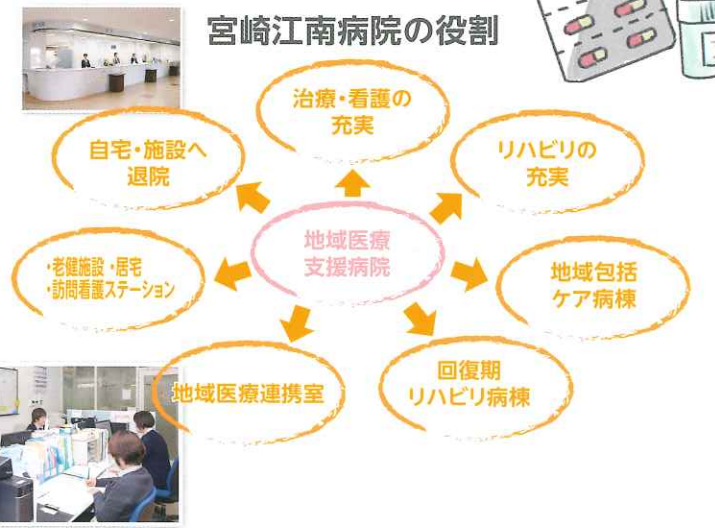 宮崎江南病院の役割
治療・看護の
充実
自宅・施設へ
退院
リハビリの
充実
地域医療
支援病院
・老健施設・居宅
・訪問看護ステーション
地域包括
ケア病棟
地域医療連携室
回復期
リハビリ病棟